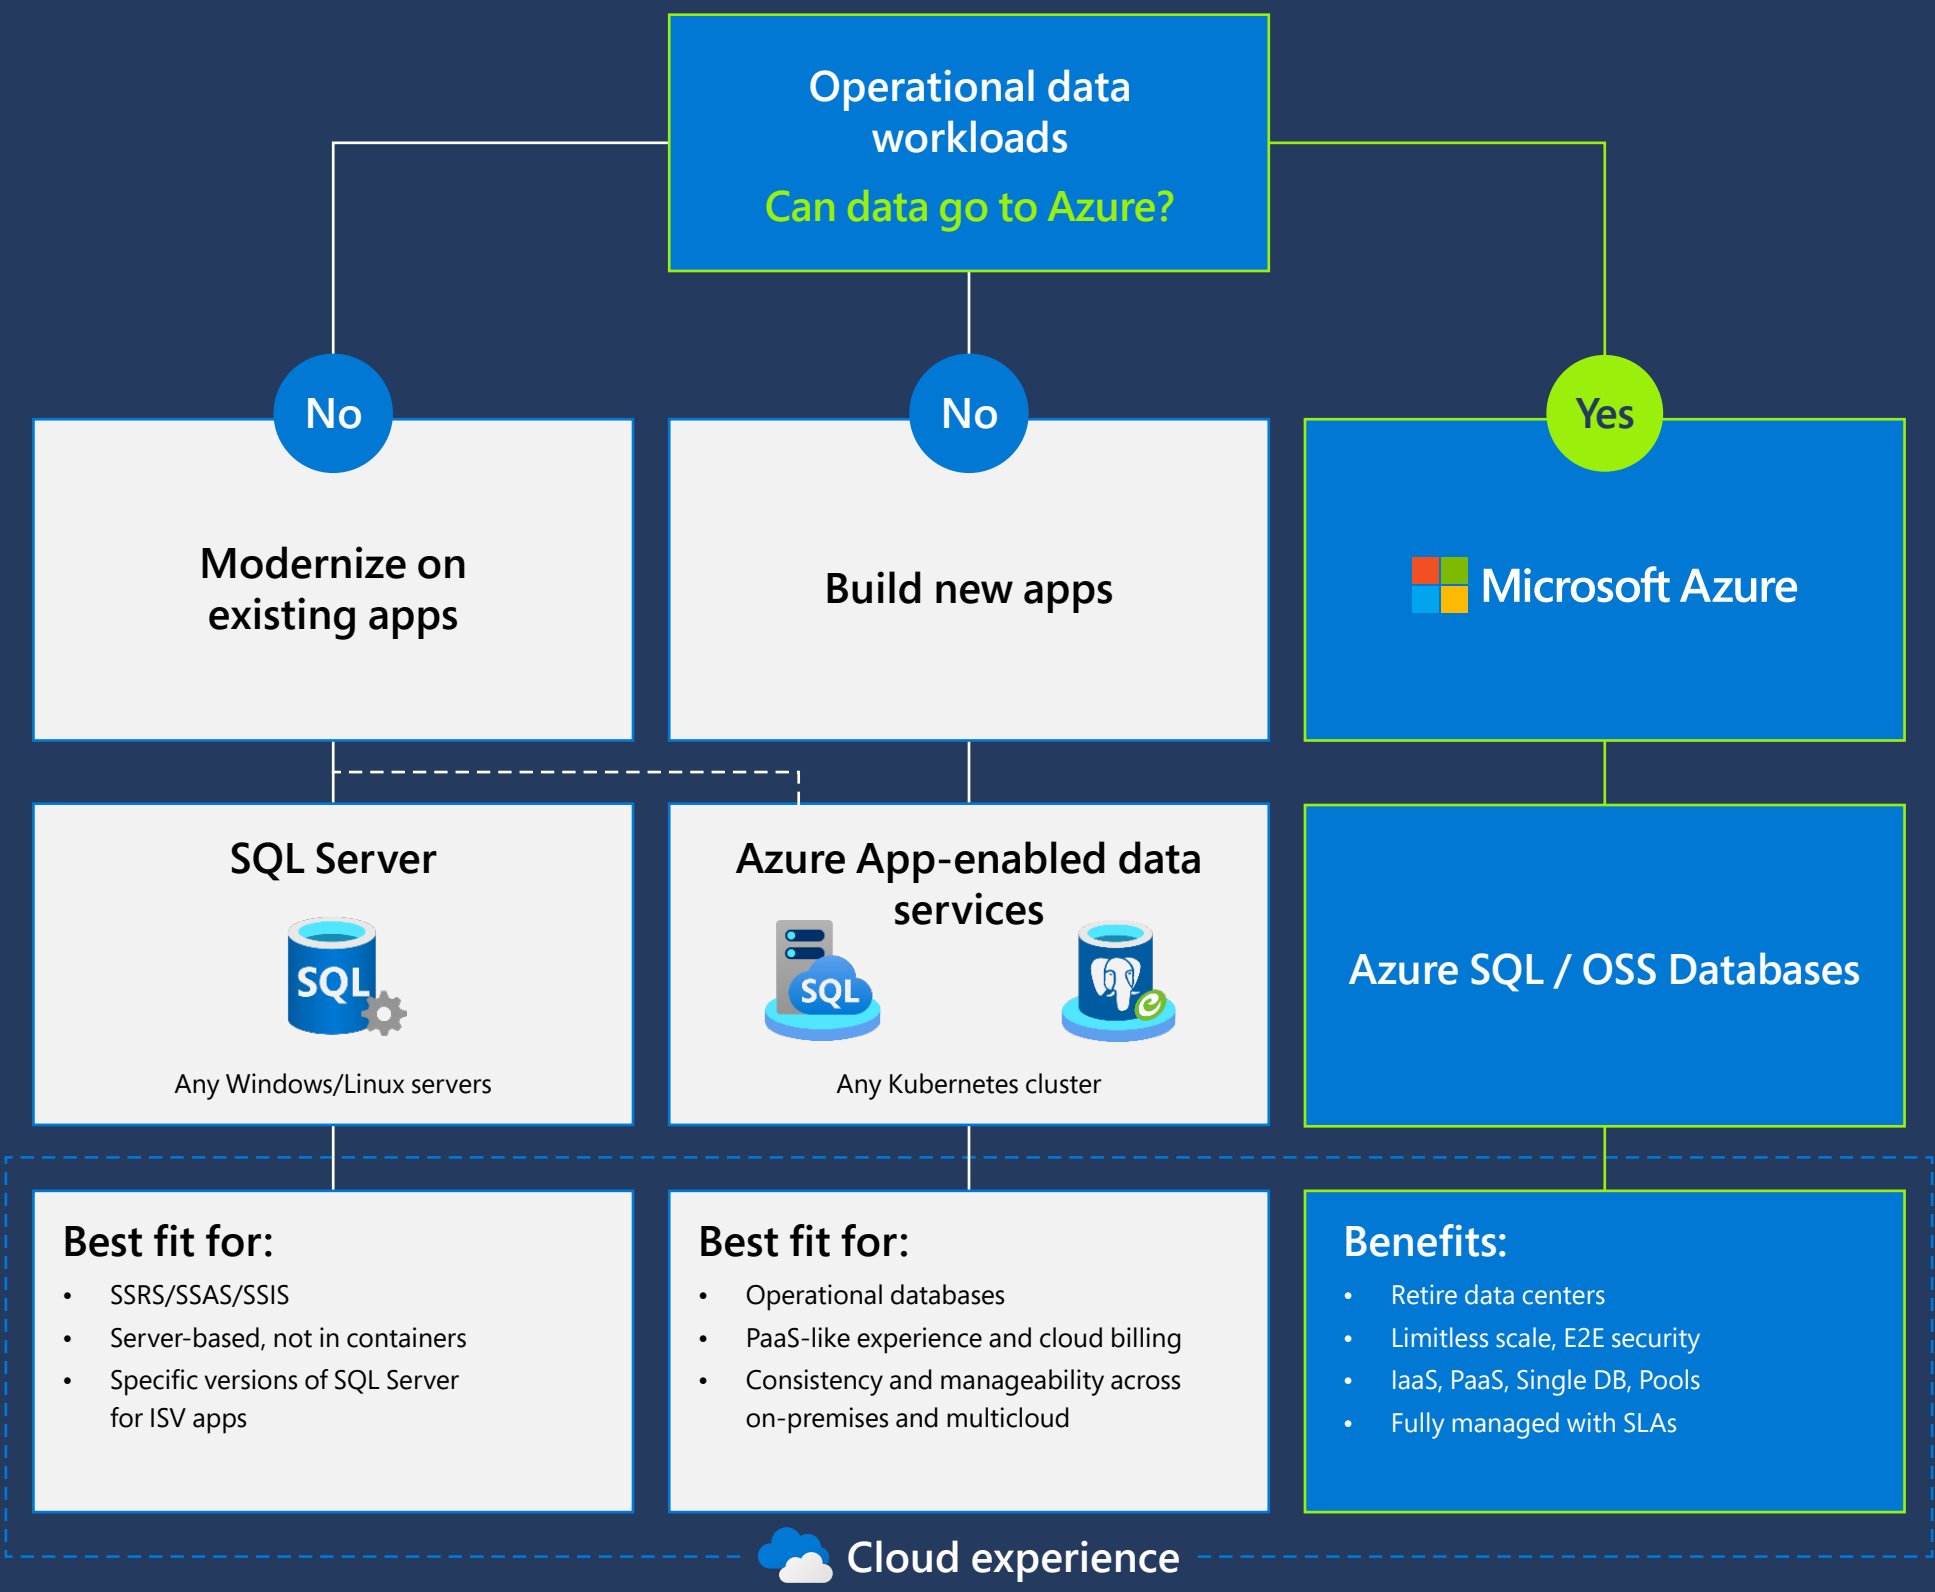 Operational data
workloads
Can data go to Azure?
No
No
Yes
Modernize on
existing apps
Build new apps
Microsoft Azure
SQL Server
SQL
Any Windows/Linux servers
Azure App-enabled data
services
SQL
Any Kubernetes cluster
Azure SQL / OSS Databases
Best fit for:
• SSRS/SSAS/SSIS
• Server-based, not in containers
• Specific versions of SQL Server
for ISV apps
Best fit for:
• Operational databases
• PaaS-like experience and cloud billing
• Consistency and manageability across
on-premises and multicloud
Benefits:
• Retire data centers
• Limitless scale, E2E security
• IaaS, PaaS, Single DB, Pools
• Fully managed with SLAs
Cloud experience